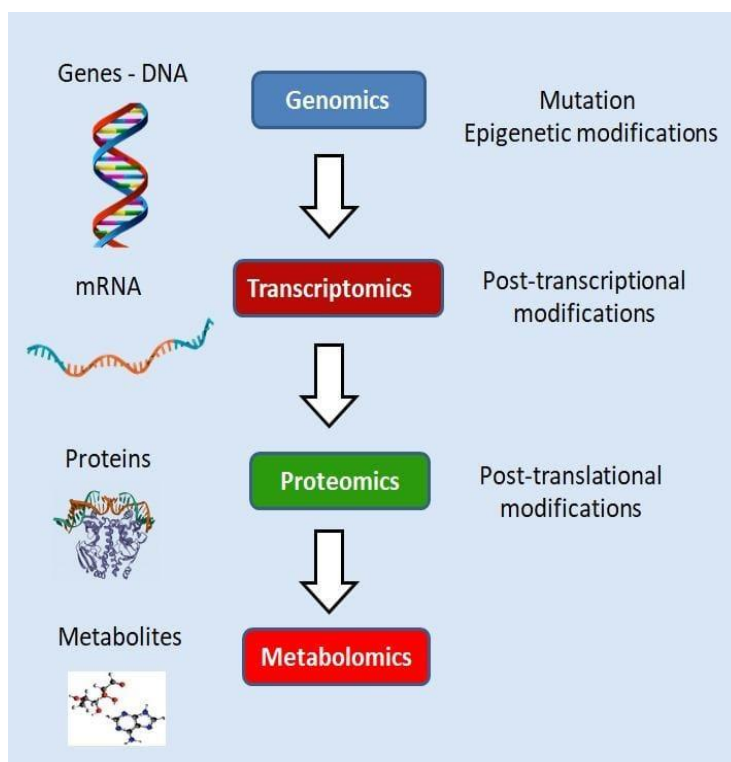 Genes - DNA
Genomics
Mutation
Epigenetic modifications
mRNA
Transcriptomics
Post-transcriptional
modifications
Proteins
Proteomics
Post-translational
modifications
Metabolites
Metabolomics